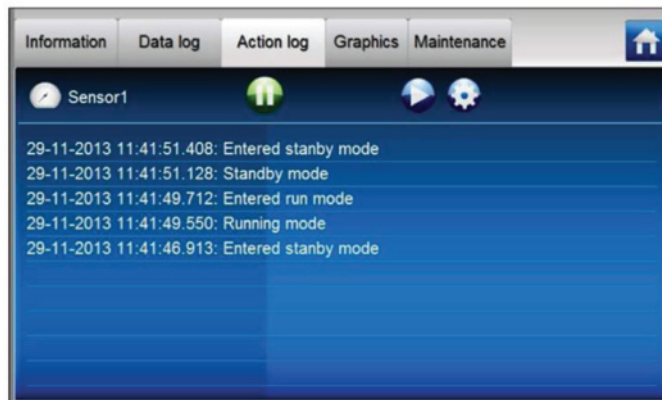 Information Data log Action log Graphics Maintenance
Sensor1
29-11-2013 11:41:51.408: Entered stanby mode
29-11-2013 11:41:51.128: Standby mode
29-11-2013 11:41:49.712: Entered run mode
29-11-2013 11:41:49.550: Running mode
29-11-2013 11:41:46.913: Entered stanby mode